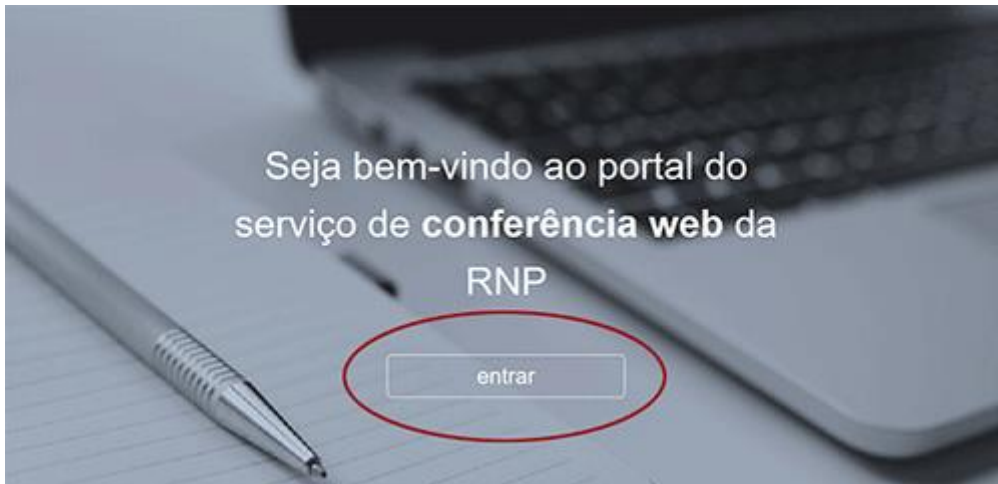 Seja bem-vindo ao portal do
serviço de conferência web da
RNP
entrar